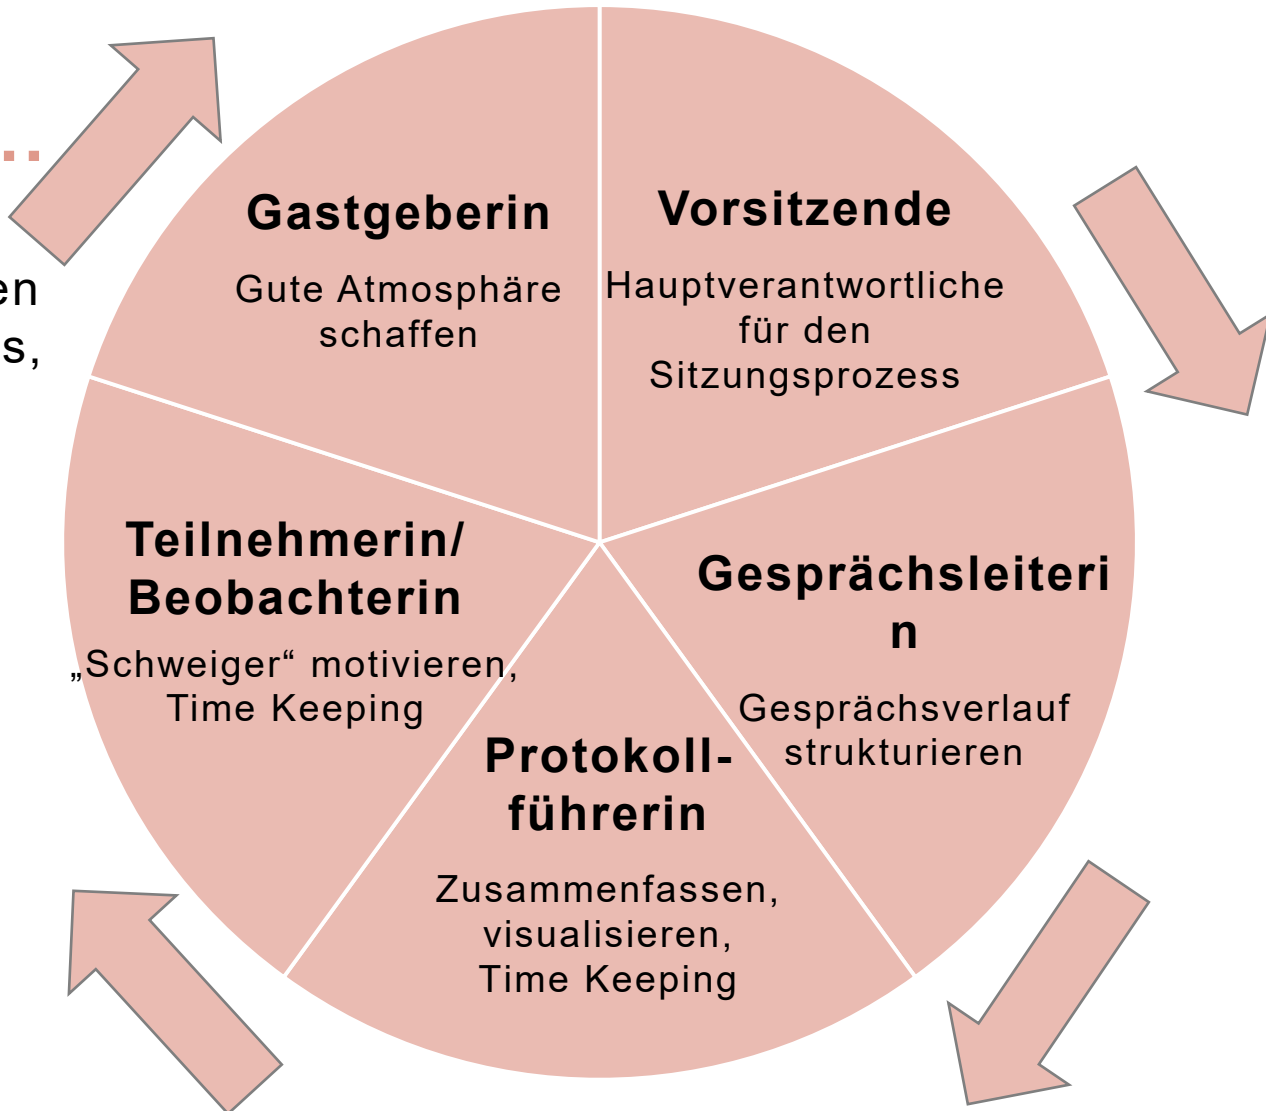 ..
en
s,
Gastgeberin
Gute Atmosphäre
schaffen
Vorsitzende
Hauptverantwortliche
für den
Sitzungsprozess
Teilnehmerin/
Beobachterin
„Schweiger“ motivieren,
Time Keeping
Gesprächsleiteri
n
Gesprächsverlauf
strukturieren
Protokoll-
führerin
Zusammenfassen,
visualisieren,
Time Keeping